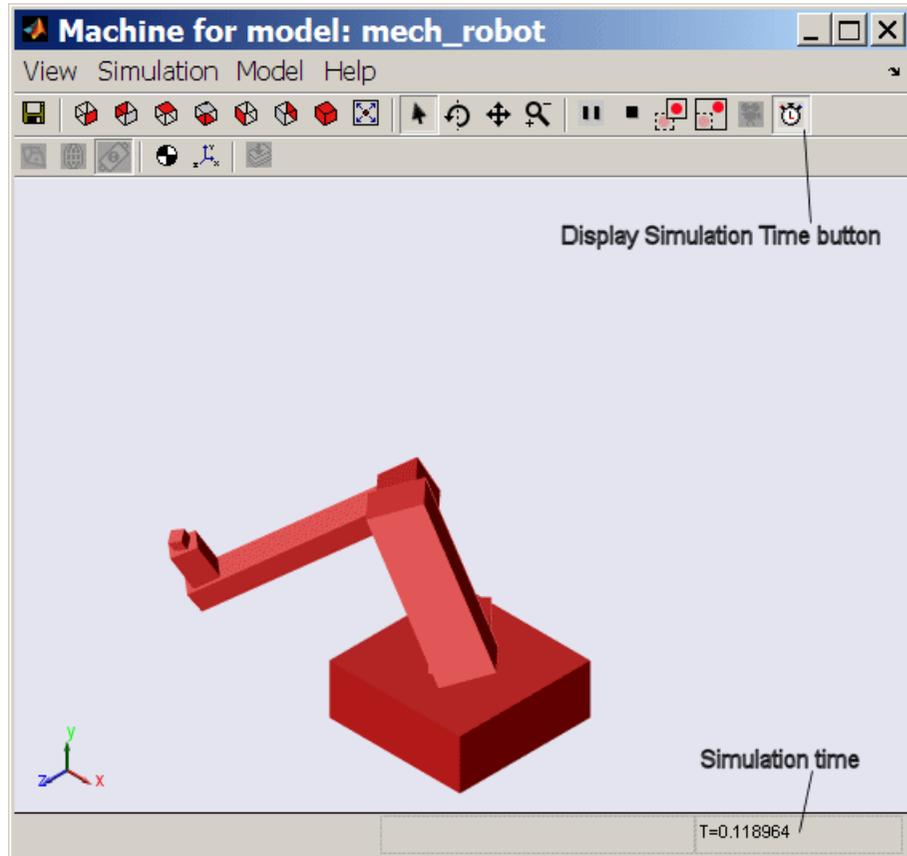 Machine for model: mech_robot
View Simulation Model Help
Display Simulation Time button
y
z x
Simulation time
T=0.118964